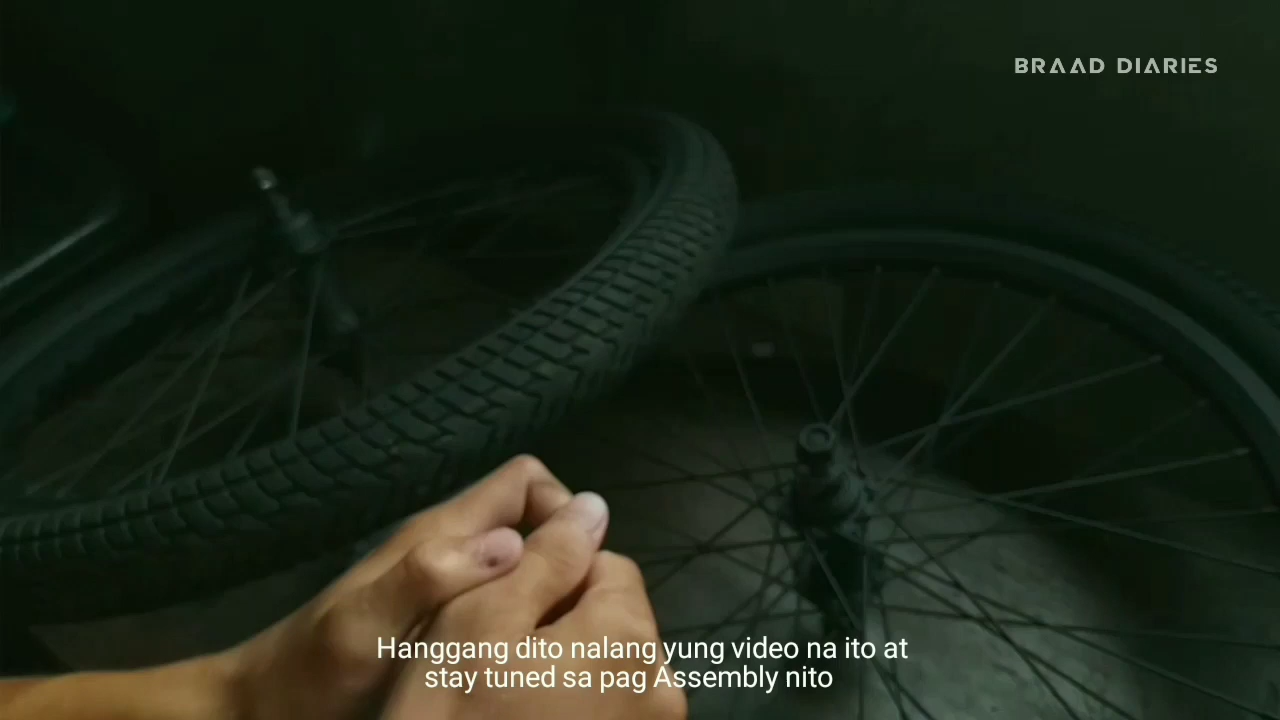 BRAAD DIARIES
Hanggang dito nalang yung video na ito at
stay tuned sa pag Assembly nito